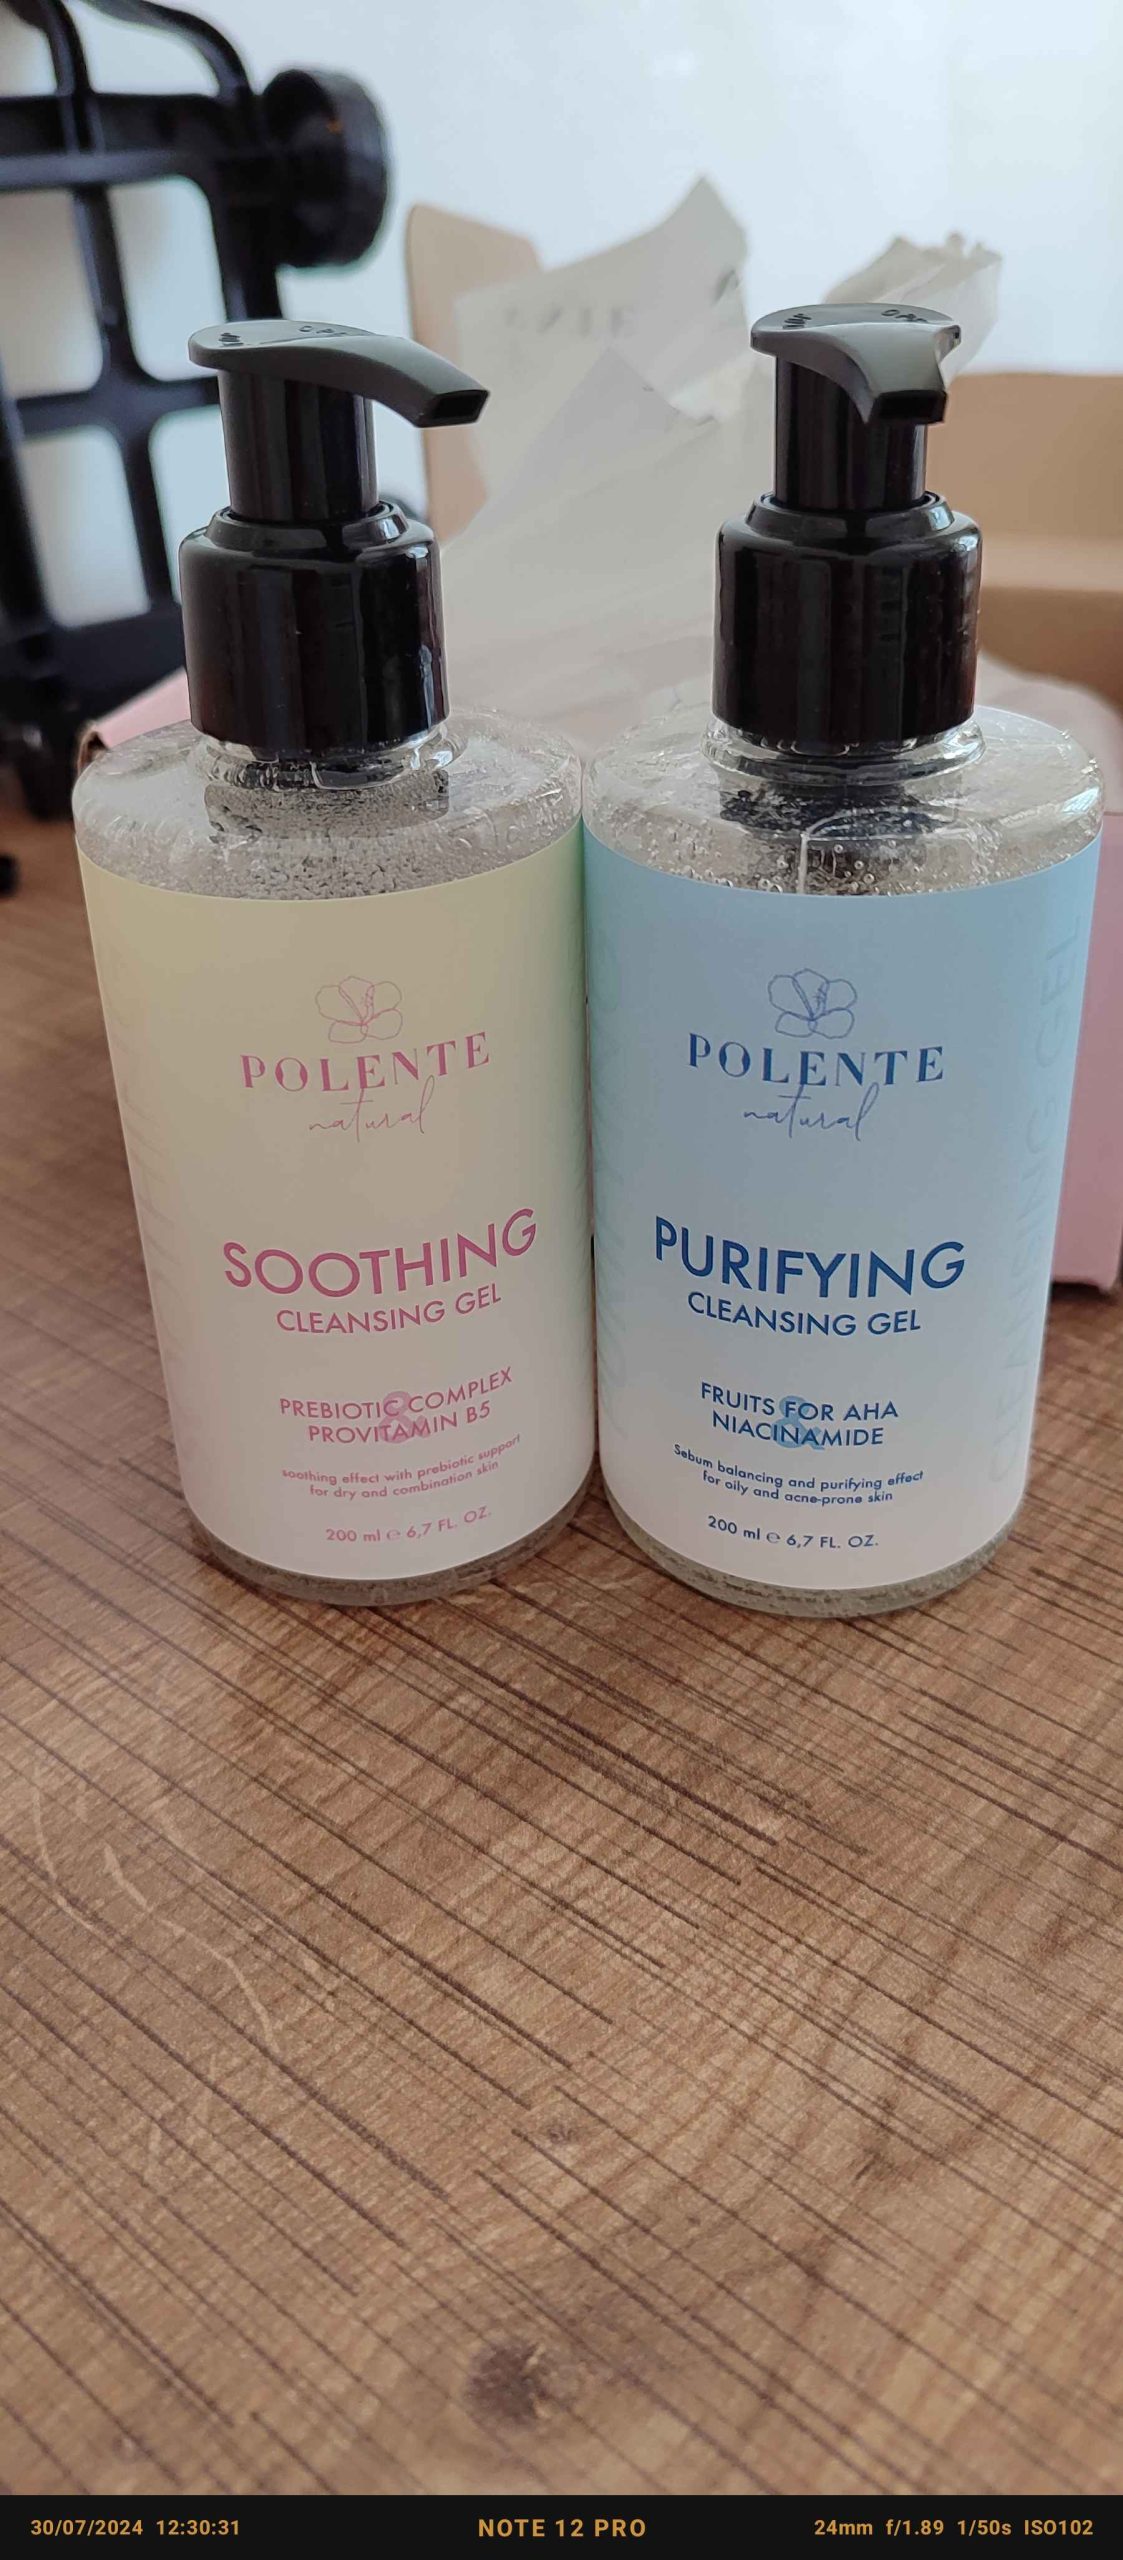 POLENTE
natural
SOOTHING
CLEANSING GEL
PREBIOTIC COMPLEX
&
PROVITAMIN B5
soothing effect with prebiotic support
for dry and combination skin
200 ml ℮ 6,7 FL. OZ.
POLENTE
natural
PURIFYING
CLEANSING GEL
FRUITS FOR AHA
&
NIACINAMIDE
Sebum balancing and purifying effect
for oily and acne-prone skin
200 ml ℮ 6,7 FL. OZ.
CLEANSING GEL
30/07/2024 12:30:31
NOTE 12 PRO
24mm f/1.89 1/50s ISO102